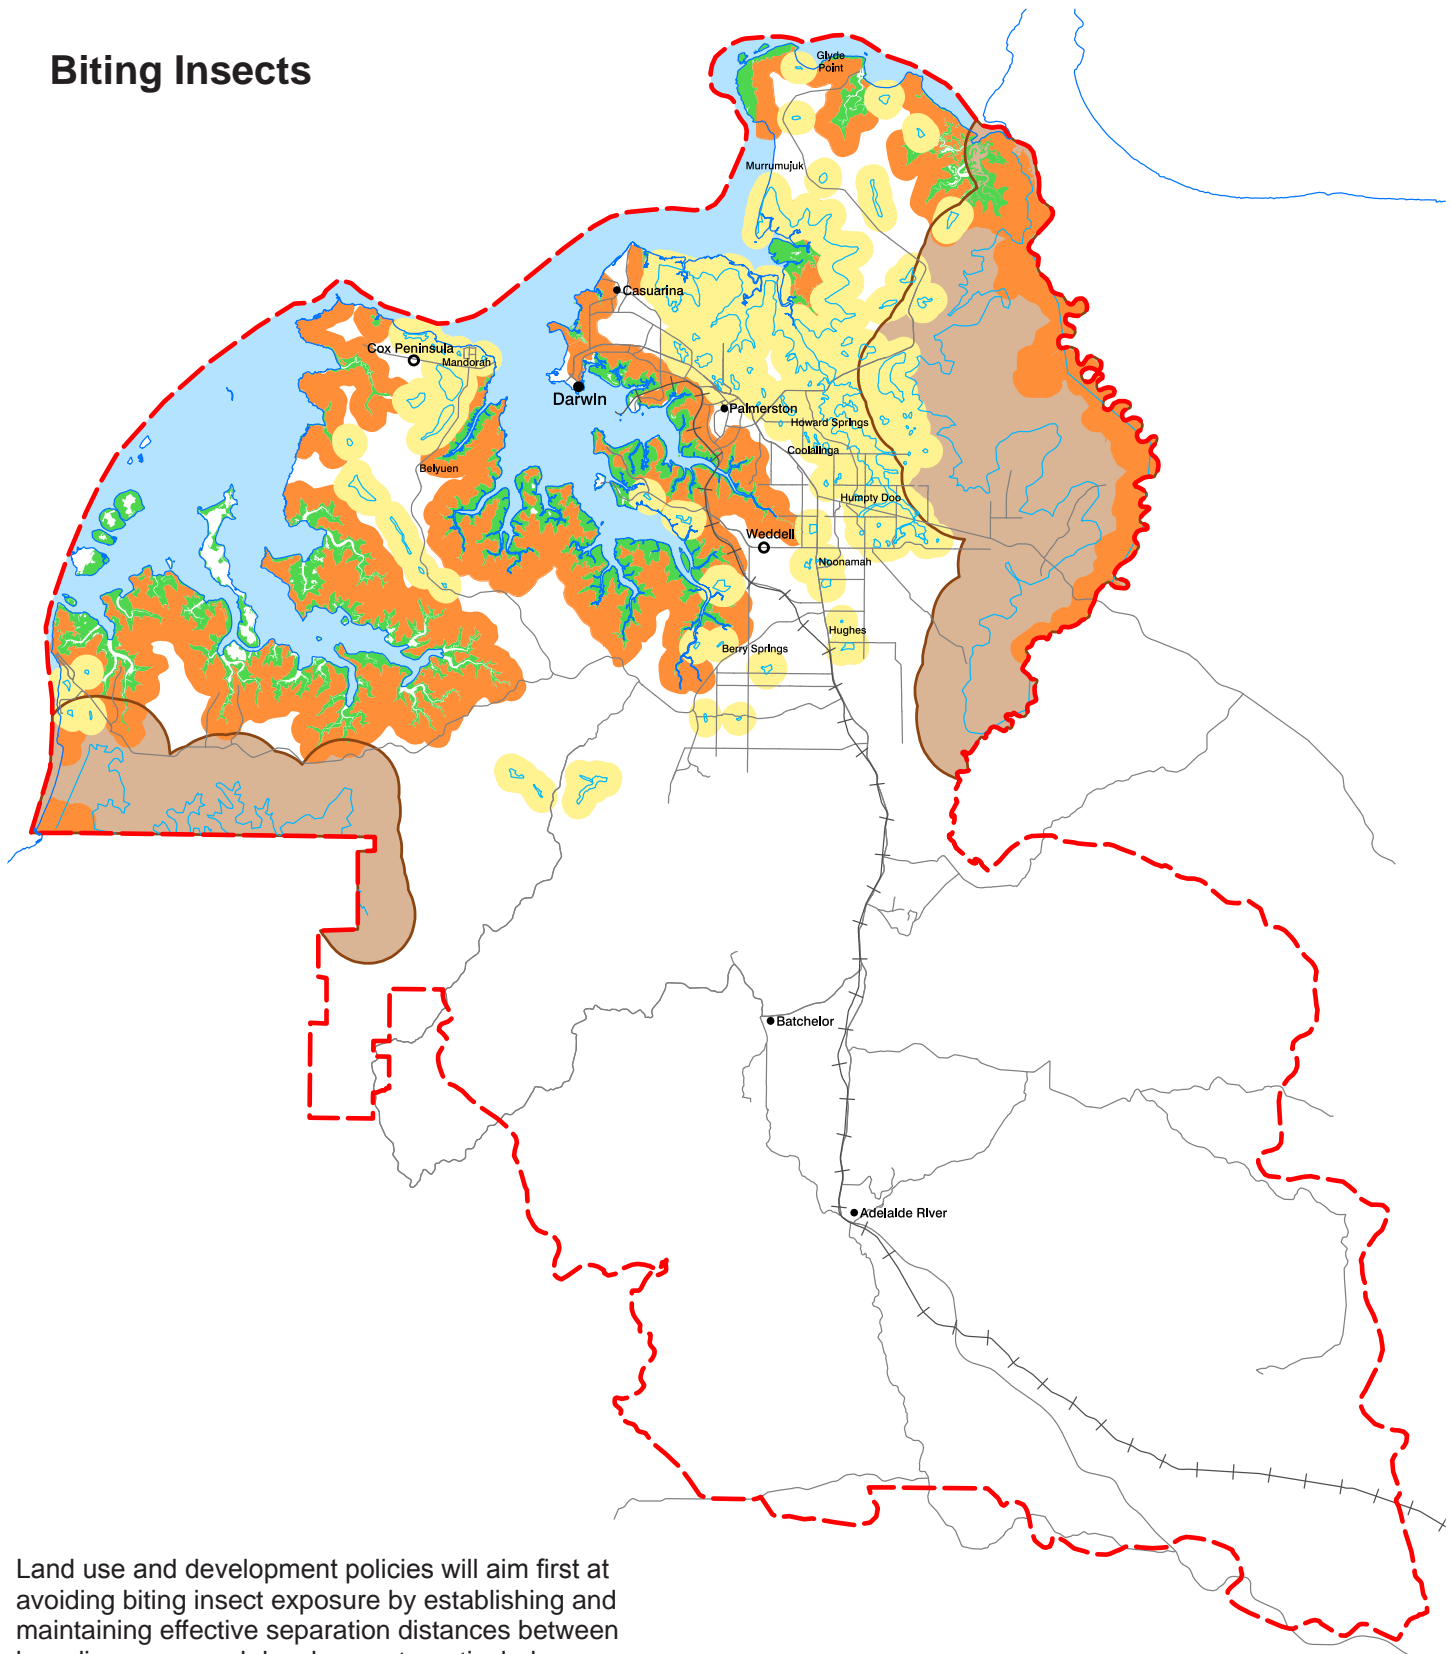 Biting Insects
Glyde
Point
Murrumujuk
Casuarina
Cox Peninsula
Mandorah
Darwin
Palmerston
Howard Springs
Coolalinga
Belyuen
Humpty Doo
Weddell
Noonamah
Hughes
Berry Springs
Batchelor
Adelaide River
Land use and development policies will aim first at
avoiding biting insect exposure by establishing and
maintaining effective separation distances between